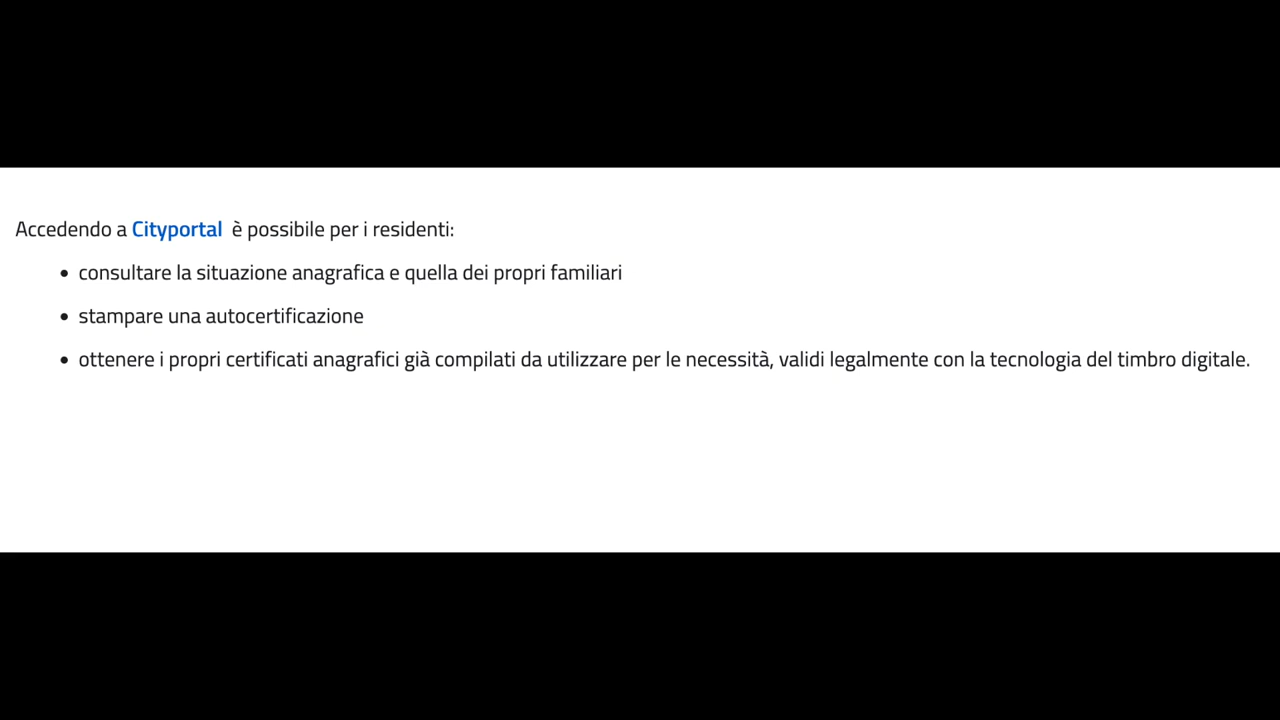 Accedendo a Cityportal è possibile per i residenti:
• consultare la situazione anagrafica e quella dei propri familiari
• stampare una autocertificazione
• ottenere i propri certificati anagrafici già compilati da utilizzare per le necessità, validi legalmente con la tecnologia del timbro digitale.